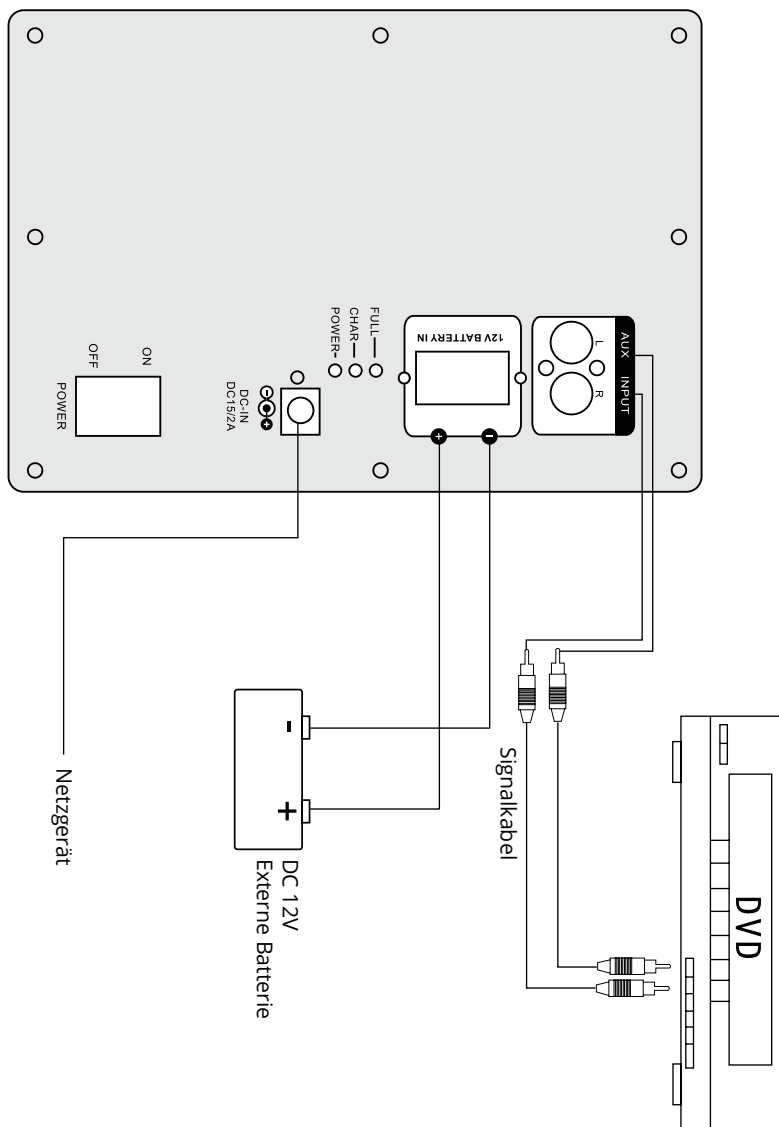 AUX INPUT
L R
12V BATTERY IN
- +
FULL
CHAR
POWER
DC-IN
DC15/2A
- +
ON
OFF
POWER
DVD
Signalkabel
- +
DC 12V
Externe Batterie
Netzgerät